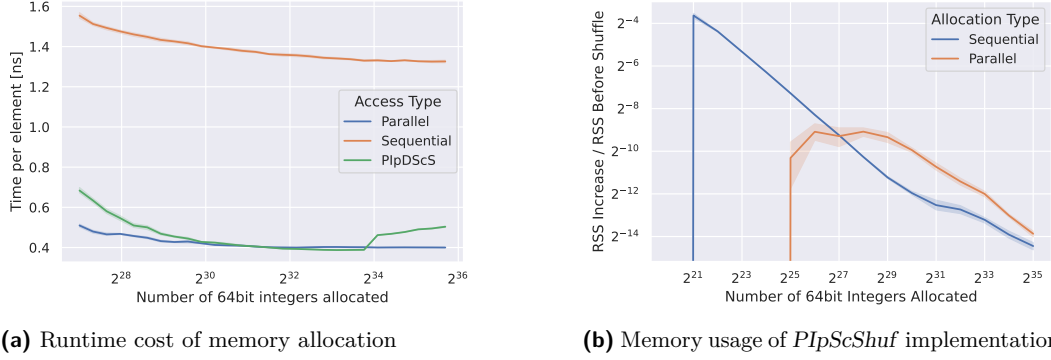 1.6
1.4
1.2
1.0
0.8
0.6
0.4
Time per element [ns]
Access Type
Parallel
Sequential
PIpDScS
2^28
2^30
2^32
2^34
2^36
Number of 64bit integers allocated
(a) Runtime cost of memory allocation
2^−4
2^−6
2^−8
2^−10
2^−12
2^−14
RSS Increase / RSS Before Shuffle
Allocation Type
Sequential
Parallel
2^21
2^23
2^25
2^27
2^29
2^31
2^33
2^35
Number of 64bit Integers Allocated
(b) Memory usage of PIpScShuf implementation